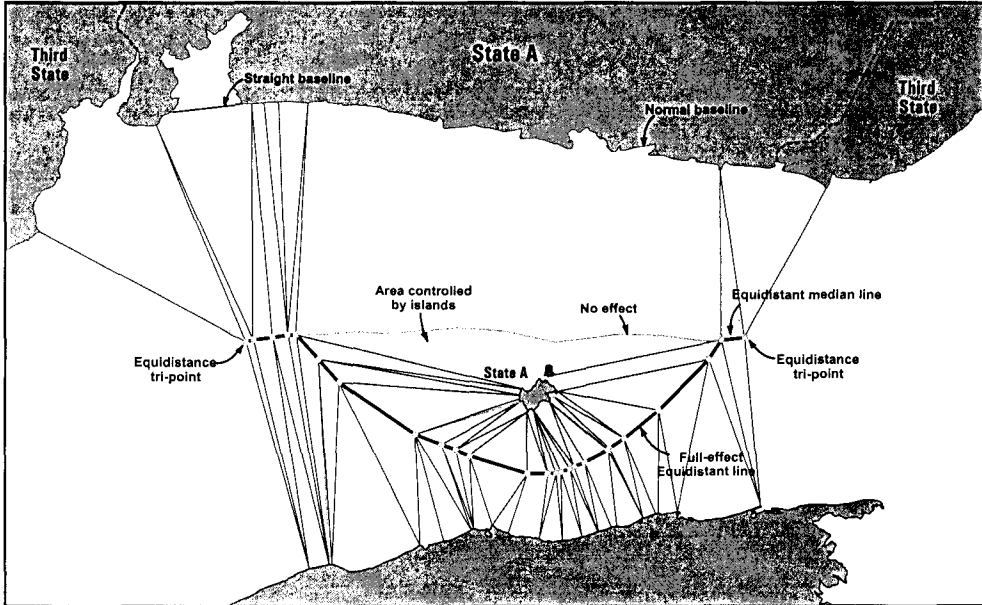 Third
State
State A
Straight baseline
Normal baseline
Third
State
Area controlled
by islands
No effect
Equidistant median line
Equidistance
tri-point
State A
Equidistance
tri-point
Full-effect
Equidistant line